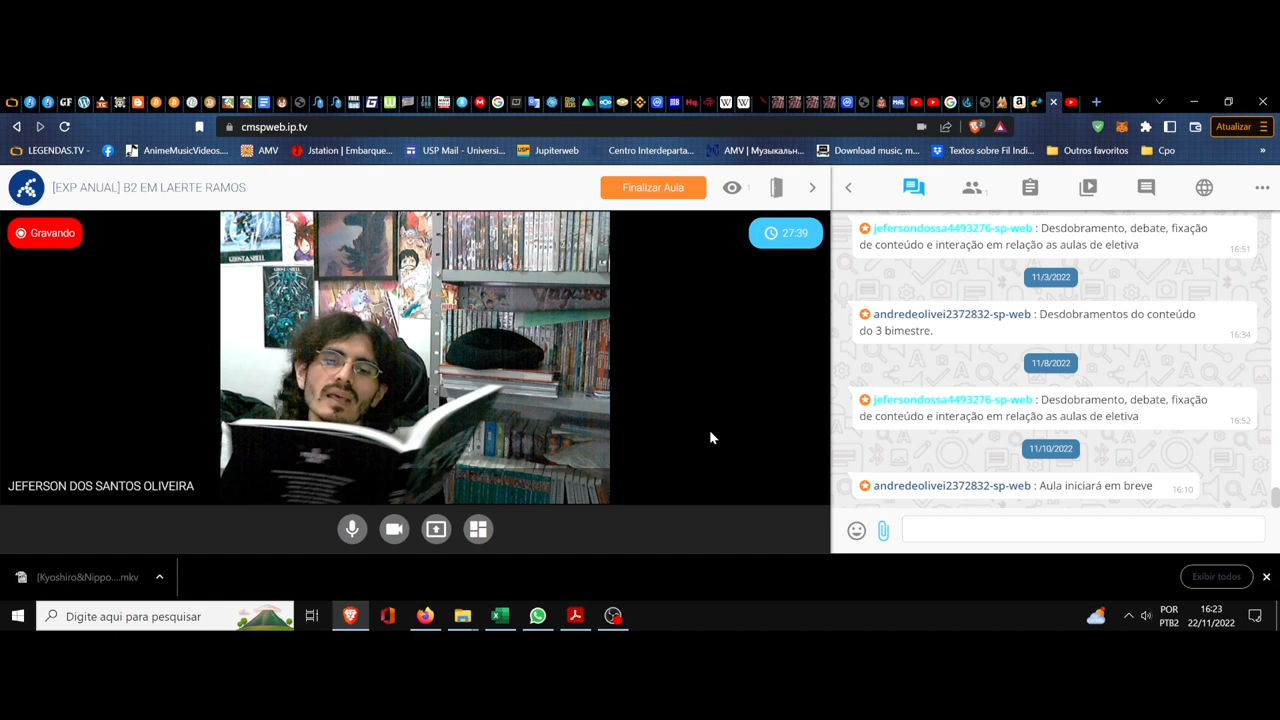 cmspweb.ip.tv
Atualizar
LEGENDAS.TV -
AnimeMusicVideos...
AMV
Jstation | Embarque...
USP Mail - Universi...
Jupiterweb
Centro Interdeparta...
AMV | Музыкальн...
Download music, m...
Textos sobre Fil Indi...
Outros favoritos
Cpo
»
[EXP ANUAL] B2 EM LAERTE RAMOS
Finalizar Aula
1
1
Gravando
27:39
GHOST SHELL
JEFERSON DOS SANTOS OLIVEIRA
jefersondossa4493276-sp-web : Desdobramento, debate, fixação
de conteúdo e interação em relação as aulas de eletiva
16:51
11/3/2022
andredeolivei2372832-sp-web : Desdobramentos do conteúdo
do 3 bimestre.
16:34
11/8/2022
jefersondossa4493276-sp-web : Desdobramento, debate, fixação
de conteúdo e interação em relação as aulas de eletiva
16:52
11/10/2022
andredeolivei2372832-sp-web : Aula iniciará em breve
16:10
[Kyoshiro&Nippo....mkv
Exibir todos
Digite aqui para pesquisar
POR
PTB2
16:23
22/11/2022